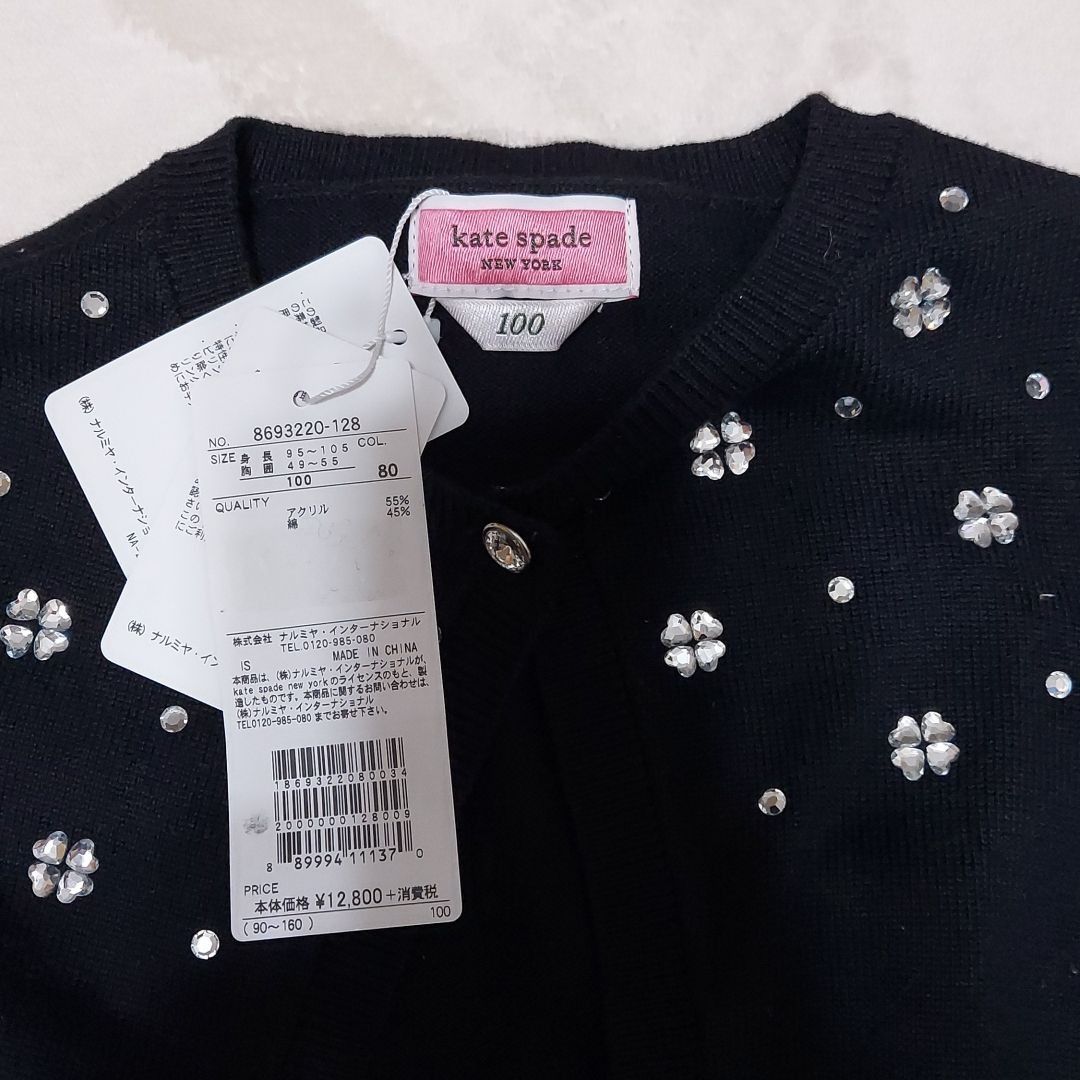 kate spade
NEW YORK
100
NO. 8693220-128
SIZE 身長 95~105 COL.
胸囲 49~55
100 80
QUALITY
アクリル 55%
綿 45%
株式会社 ナルミヤ・インターナショナル
TEL.0120-985-080
IS MADE IN CHINA
本商品は、(株)ナルミヤ・インターナショナルが、
kate spade new yorkのライセンスのもと、製
造したものです。本商品に関するお問い合わせは、
(株)ナルミヤ・インターナショナル
TEL0120-985-080 までお寄せ下さい。
1869322080034
2000000128009
8 89994 11137 0
PRICE
本体価格 ¥12,800+消費税
(90~160) 100
(株) ナルミヤ・インターナショ
NA-
(株) ナルミヤ・イン
この製品